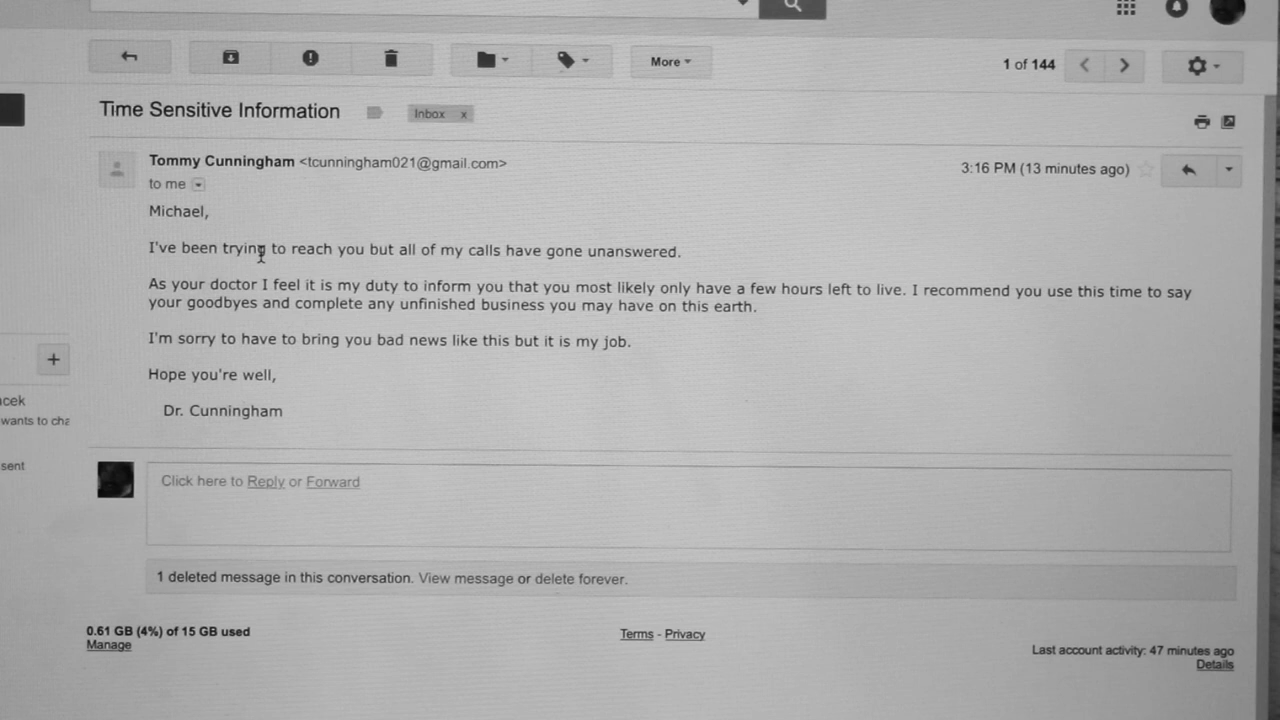 More
1 of 144
Time Sensitive Information
Inbox x
Tommy Cunningham <tcunningham021@gmail.com>
3:16 PM (13 minutes ago)
to me
Michael,
I've been trying to reach you but all of my calls have gone unanswered.
As your doctor I feel it is my duty to inform you that you most likely only have a few hours left to live. I recommend you use this time to say
your goodbyes and complete any unfinished business you may have on this earth.
I'm sorry to have to bring you bad news like this but it is my job.
Hope you're well,
Dr. Cunningham
+
acek
wants to cha
sent
Click here to Reply or Forward
1 deleted message in this conversation. View message or delete forever.
0.61 GB (4%) of 15 GB used
Manage
Terms - Privacy
Last account activity: 47 minutes ago
Details